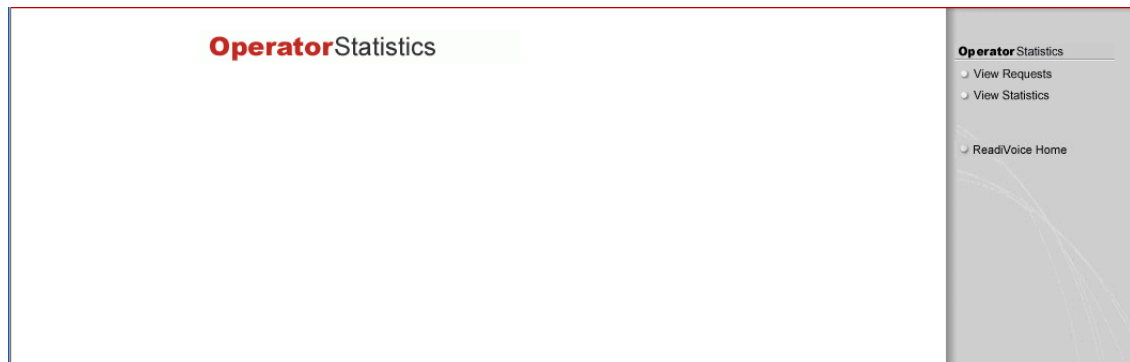 OperatorStatistics
OperatorStatistics
View Requests
View Statistics
ReadiVoice Home